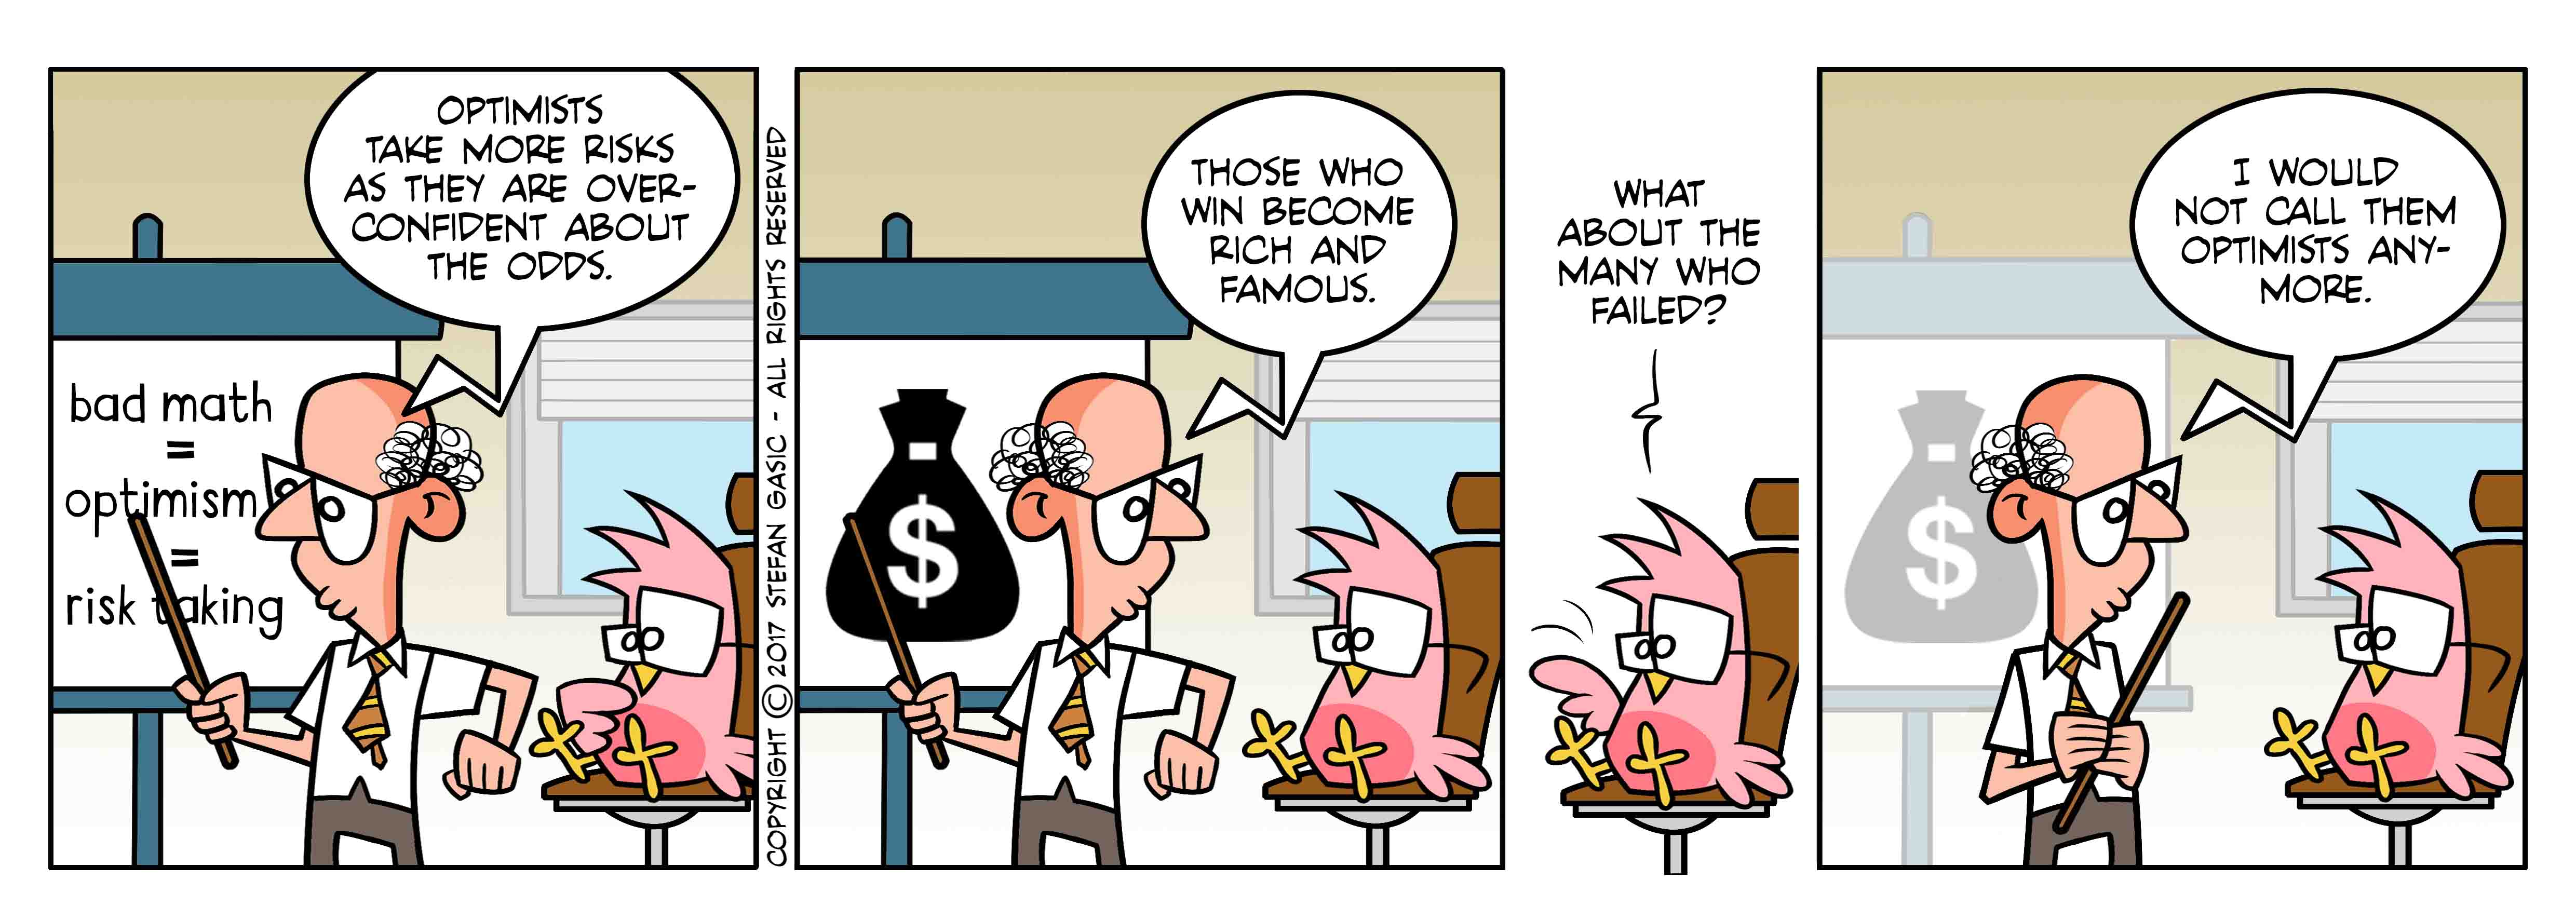 OPTIMISTS
TAKE MORE RISKS
AS THEY ARE OVER-
CONFIDENT ABOUT
THE ODDS.
bad math
=
optimism
=
risk taking
COPYRIGHT © 2017 STEFAN GASIC - ALL RIGHTS RESERVED
THOSE WHO
WIN BECOME
RICH AND
FAMOUS.
$
WHAT
ABOUT THE
MANY WHO
FAILED?
I WOULD
NOT CALL THEM
OPTIMISTS ANY-
MORE.
$